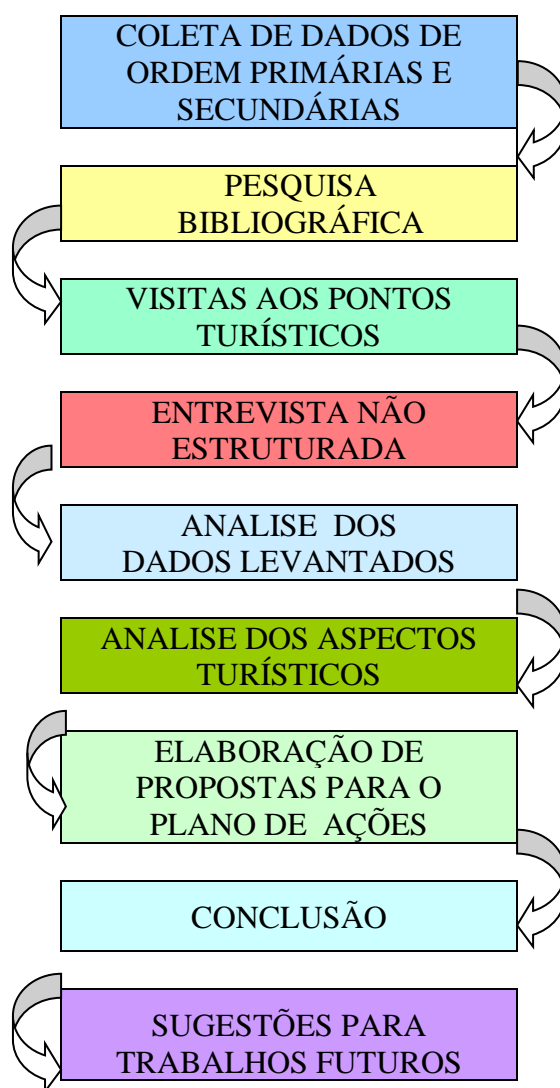 COLETA DE DADOS DE
ORDEM PRIMÁRIAS E
SECUNDÁRIAS
PESQUISA
BIBLIOGRÁFICA
VISITAS AOS PONTOS
TURÍSTICOS
ENTREVISTA NÃO
ESTRUTURADA
ANALISE DOS
DADOS LEVANTADOS
ANALISE DOS ASPECTOS
TURÍSTICOS
ELABORAÇÃO DE
PROPOSTAS PARA O
PLANO DE AÇÕES
CONCLUSÃO
SUGESTÕES PARA
TRABALHOS FUTUROS